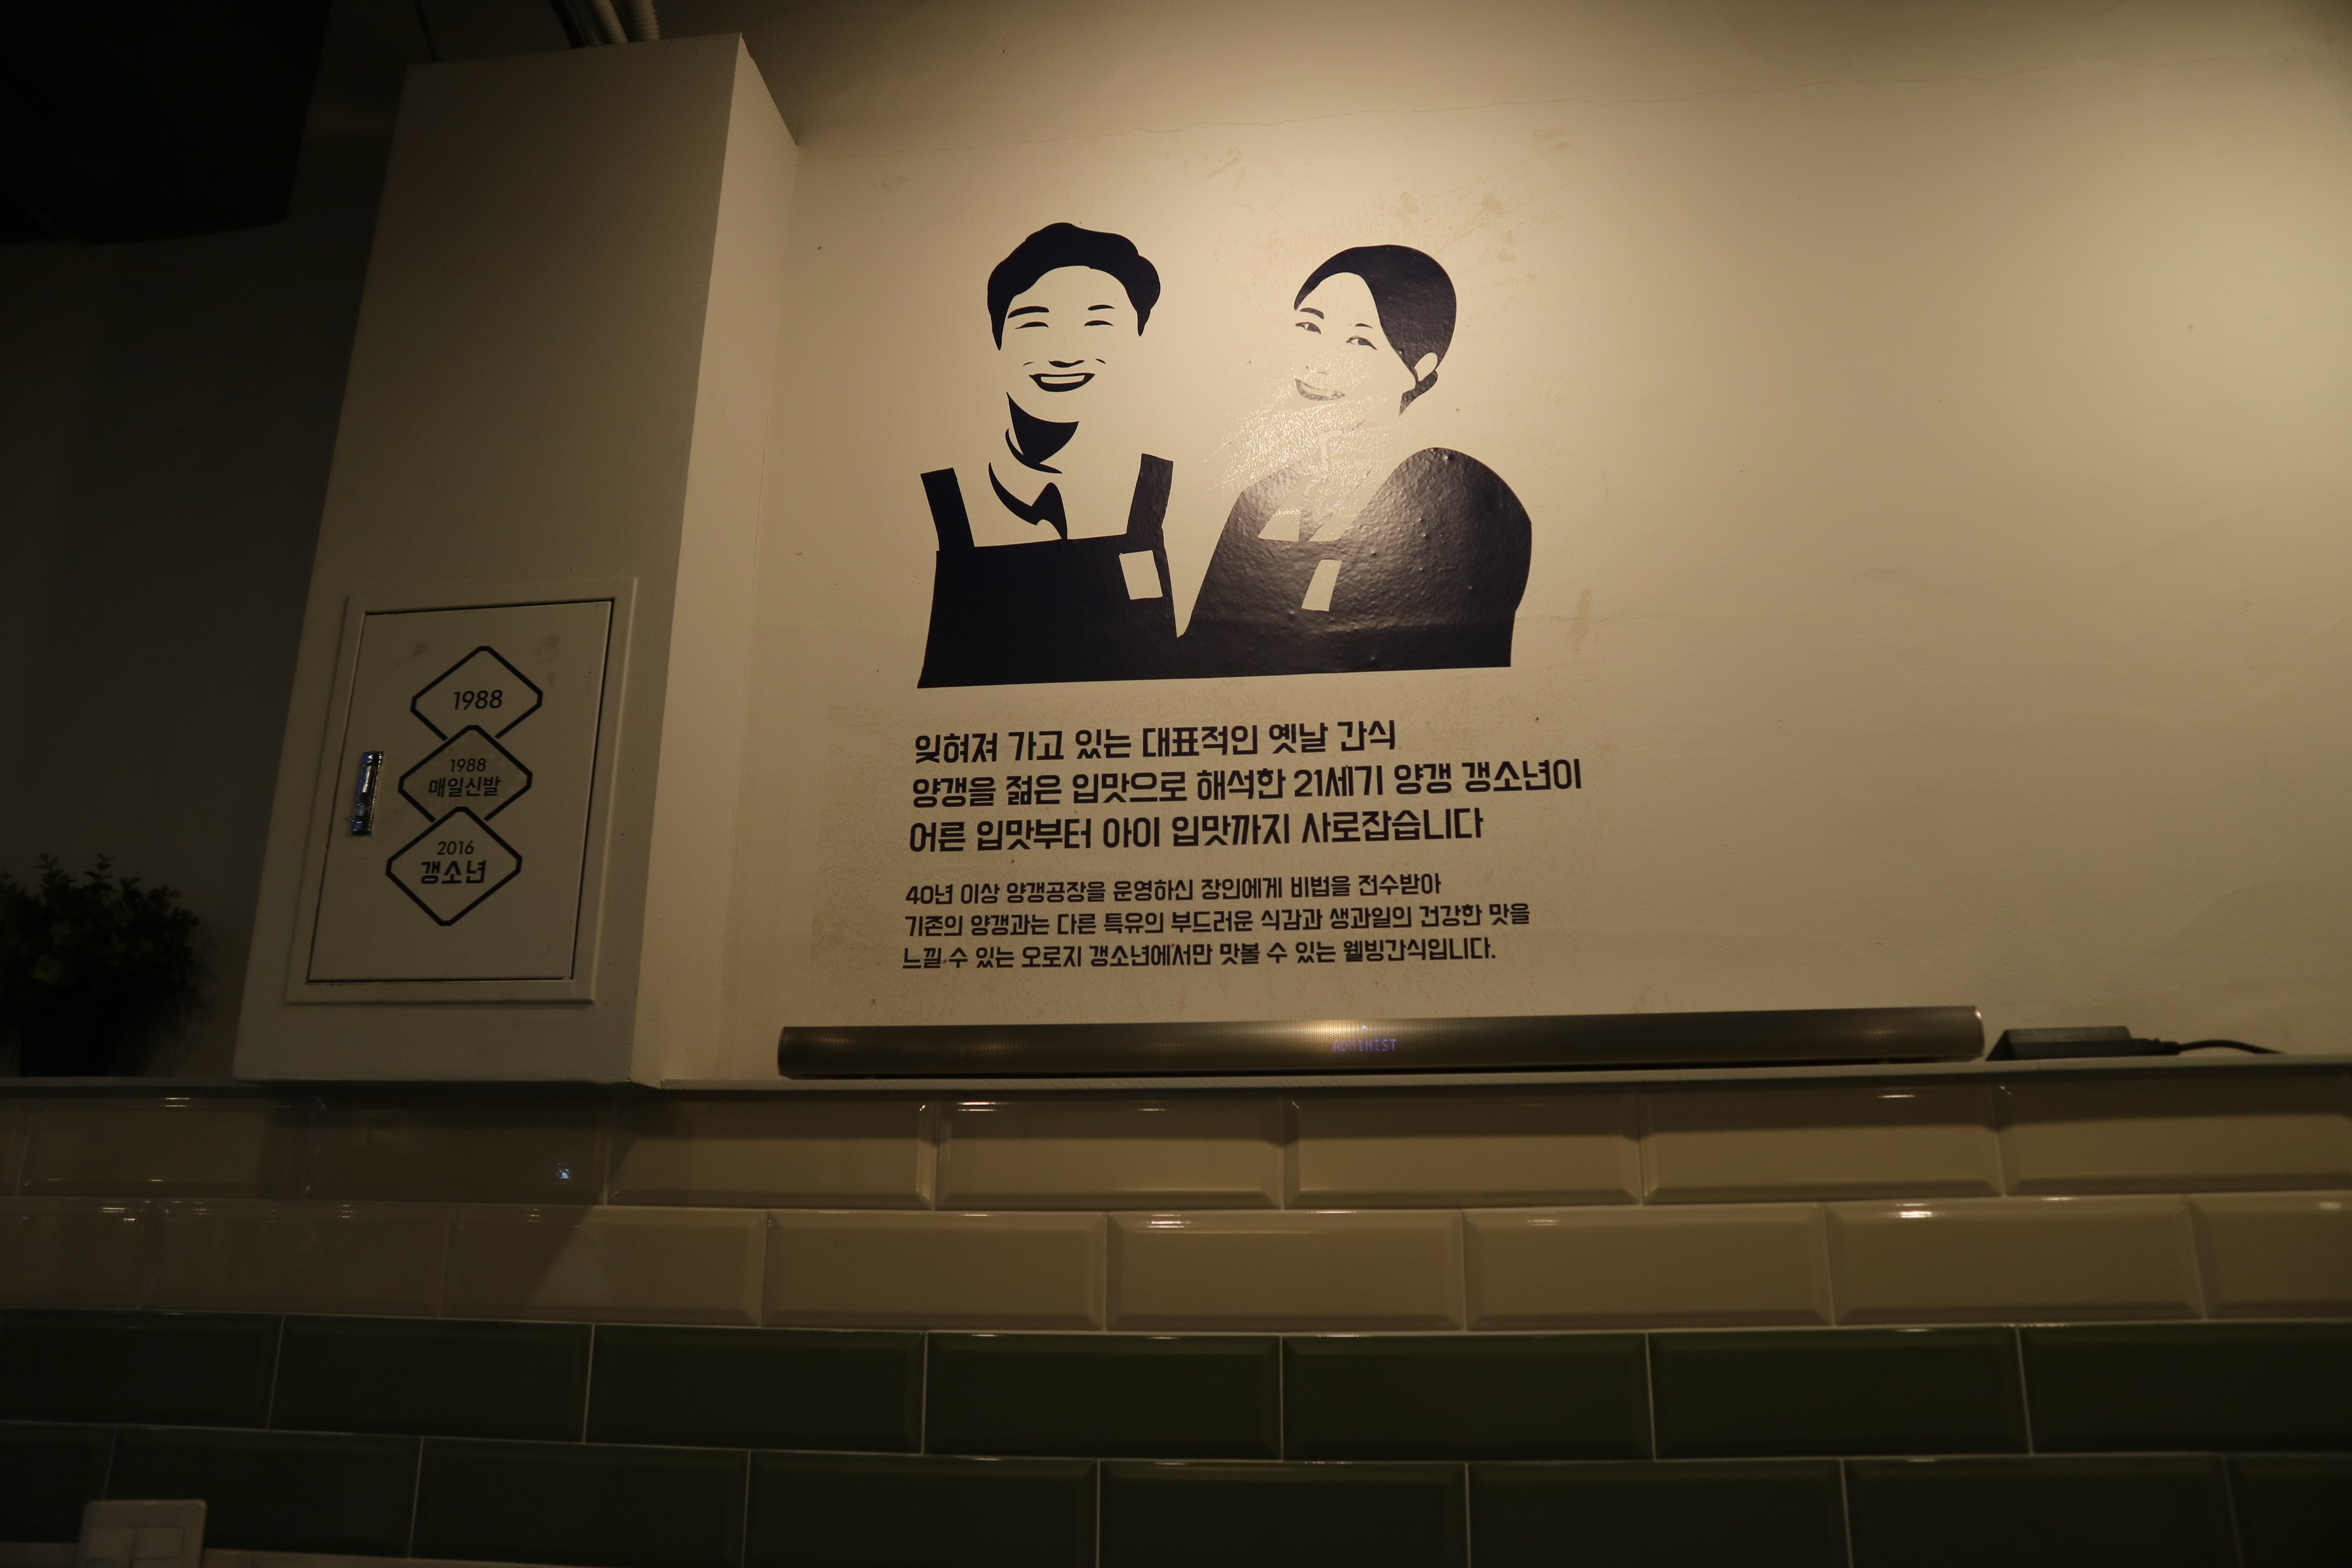 1988
1988
매일신발
2016
갱소년
잊혀져 가고 있는 대표적인 옛날 간식
양갱을 젊은 입맛으로 해석한 21세기 양갱 갱소년이
어른 입맛부터 아이 입맛까지 사로잡습니다
40년 이상 양갱공장을 운영하신 장인에게 비법을 전수받아
기존의 양갱과는 다른 특유의 부드러운 식감과 생과일의 건강한 맛을
느낄 수 있는 오로지 갱소년에서만 맛볼 수 있는 웰빙간식입니다.